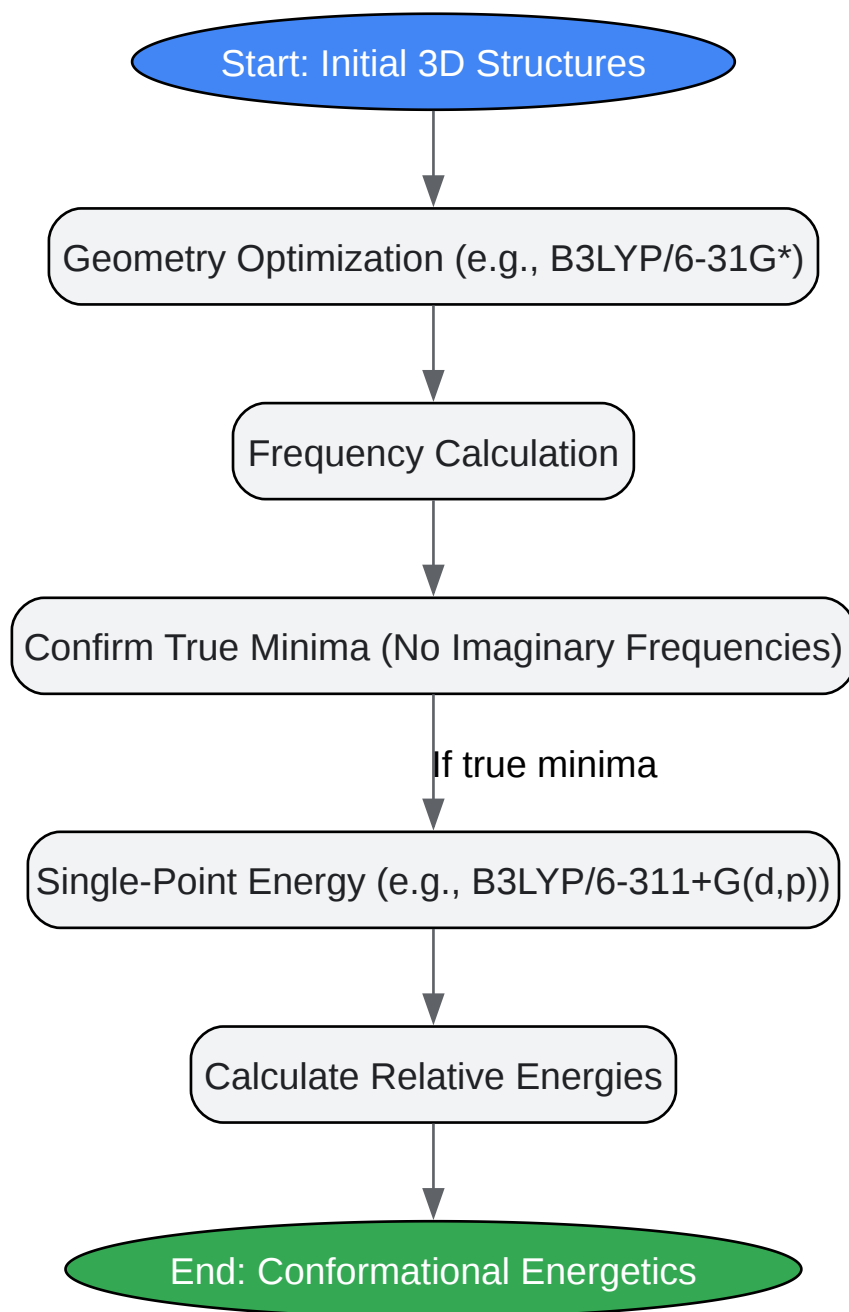 Start: Initial 3D Structures
Geometry Optimization (e.g., B3LYP/6-31G*)
Frequency Calculation
Confirm True Minima (No Imaginary Frequencies)
If true minima
Single-Point Energy (e.g., B3LYP/6-311+G(d,p))
Calculate Relative Energies
End: Conformational Energetics